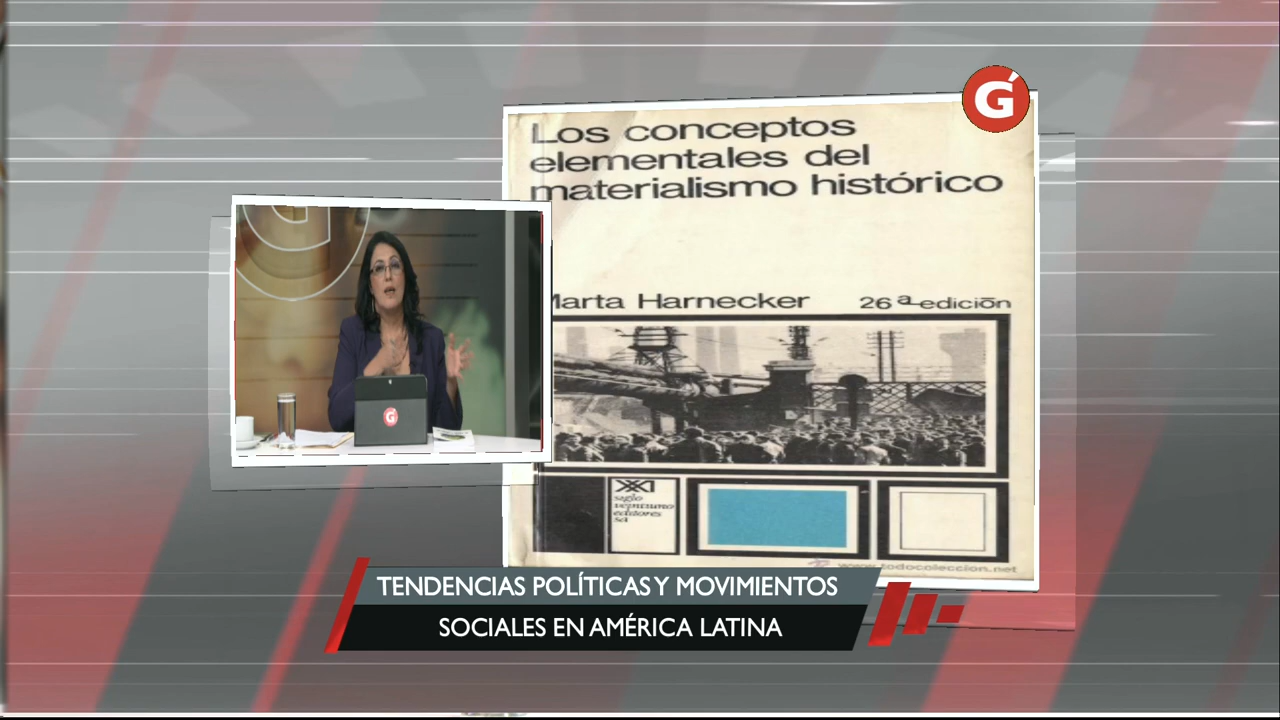 G
Los conceptos
elementales del
materialismo histórico
Marta Harnecker
26ª edición
siglo
veintiuno
editores
sa
www.todocoleccion.net
TENDENCIAS POLÍTICAS Y MOVIMIENTOS
SOCIALES EN AMÉRICA LATINA